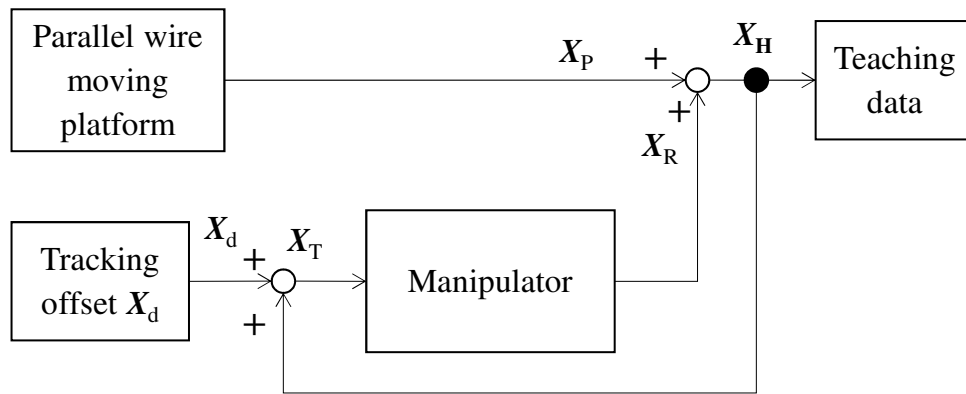 Parallel wire
moving
platform
X_P
+
+
X_H
Teaching
data
X_R
Tracking
offset X_d
X_d
+
+
X_T
Manipulator